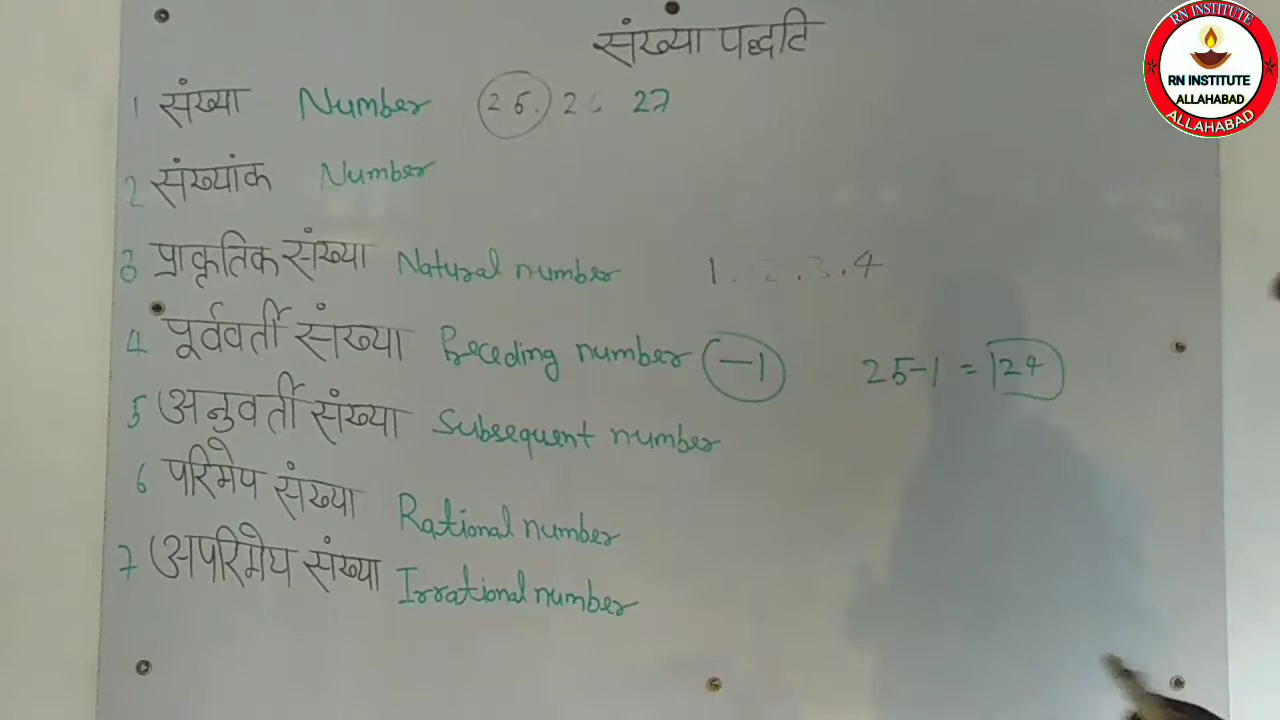 संख्या पद्धति
1 संख्या Number 25. 26 27
2 संख्यांक Number
3 प्राकृतिक संख्या Natural number 1. 2. 3. 4
4 पूर्ववर्ती संख्या Preceding number -1 25-1 = 24
5 अनुवर्ती संख्या Subsequent number
6 परिमेय संख्या Rational number
7 अपरिमेय संख्या Irrational number
RN INSTITUTE
RN INSTITUTE
ALLAHABAD
ALLAHABAD